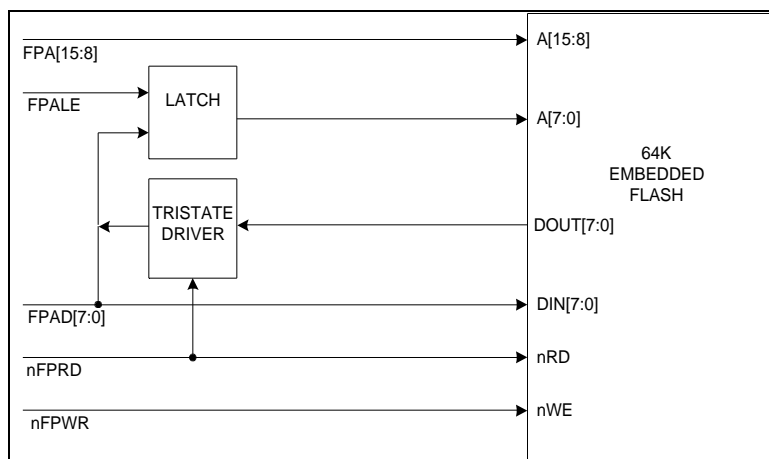 FPA[15:8]
A[15:8]
FPALE
LATCH
A[7:0]
64K
EMBEDDED
FLASH
TRISTATE
DRIVER
DOUT[7:0]
FPAD[7:0]
DIN[7:0]
nFPRD
nRD
nFPWR
nWE